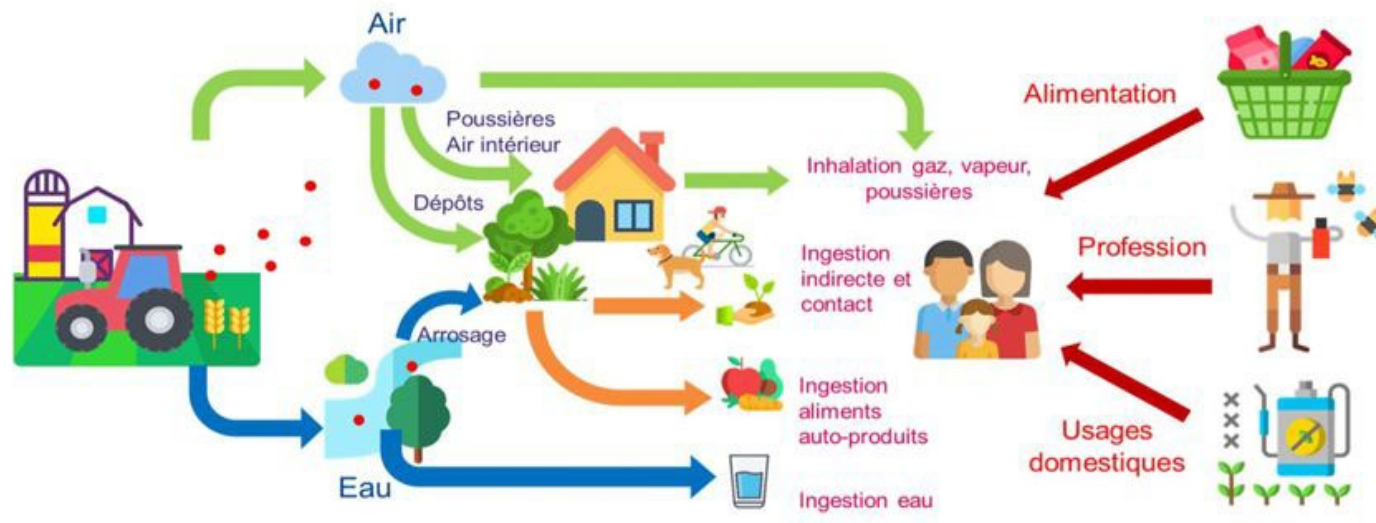 Air
Poussières
Air intérieur
Dépôts
Arrosage
Eau
Inhalation gaz, vapeur,
poussières
Ingestion
indirecte et
contact
Ingestion
aliments
auto-produits
Ingestion eau
Alimentation
Profession
Usages
domestiques